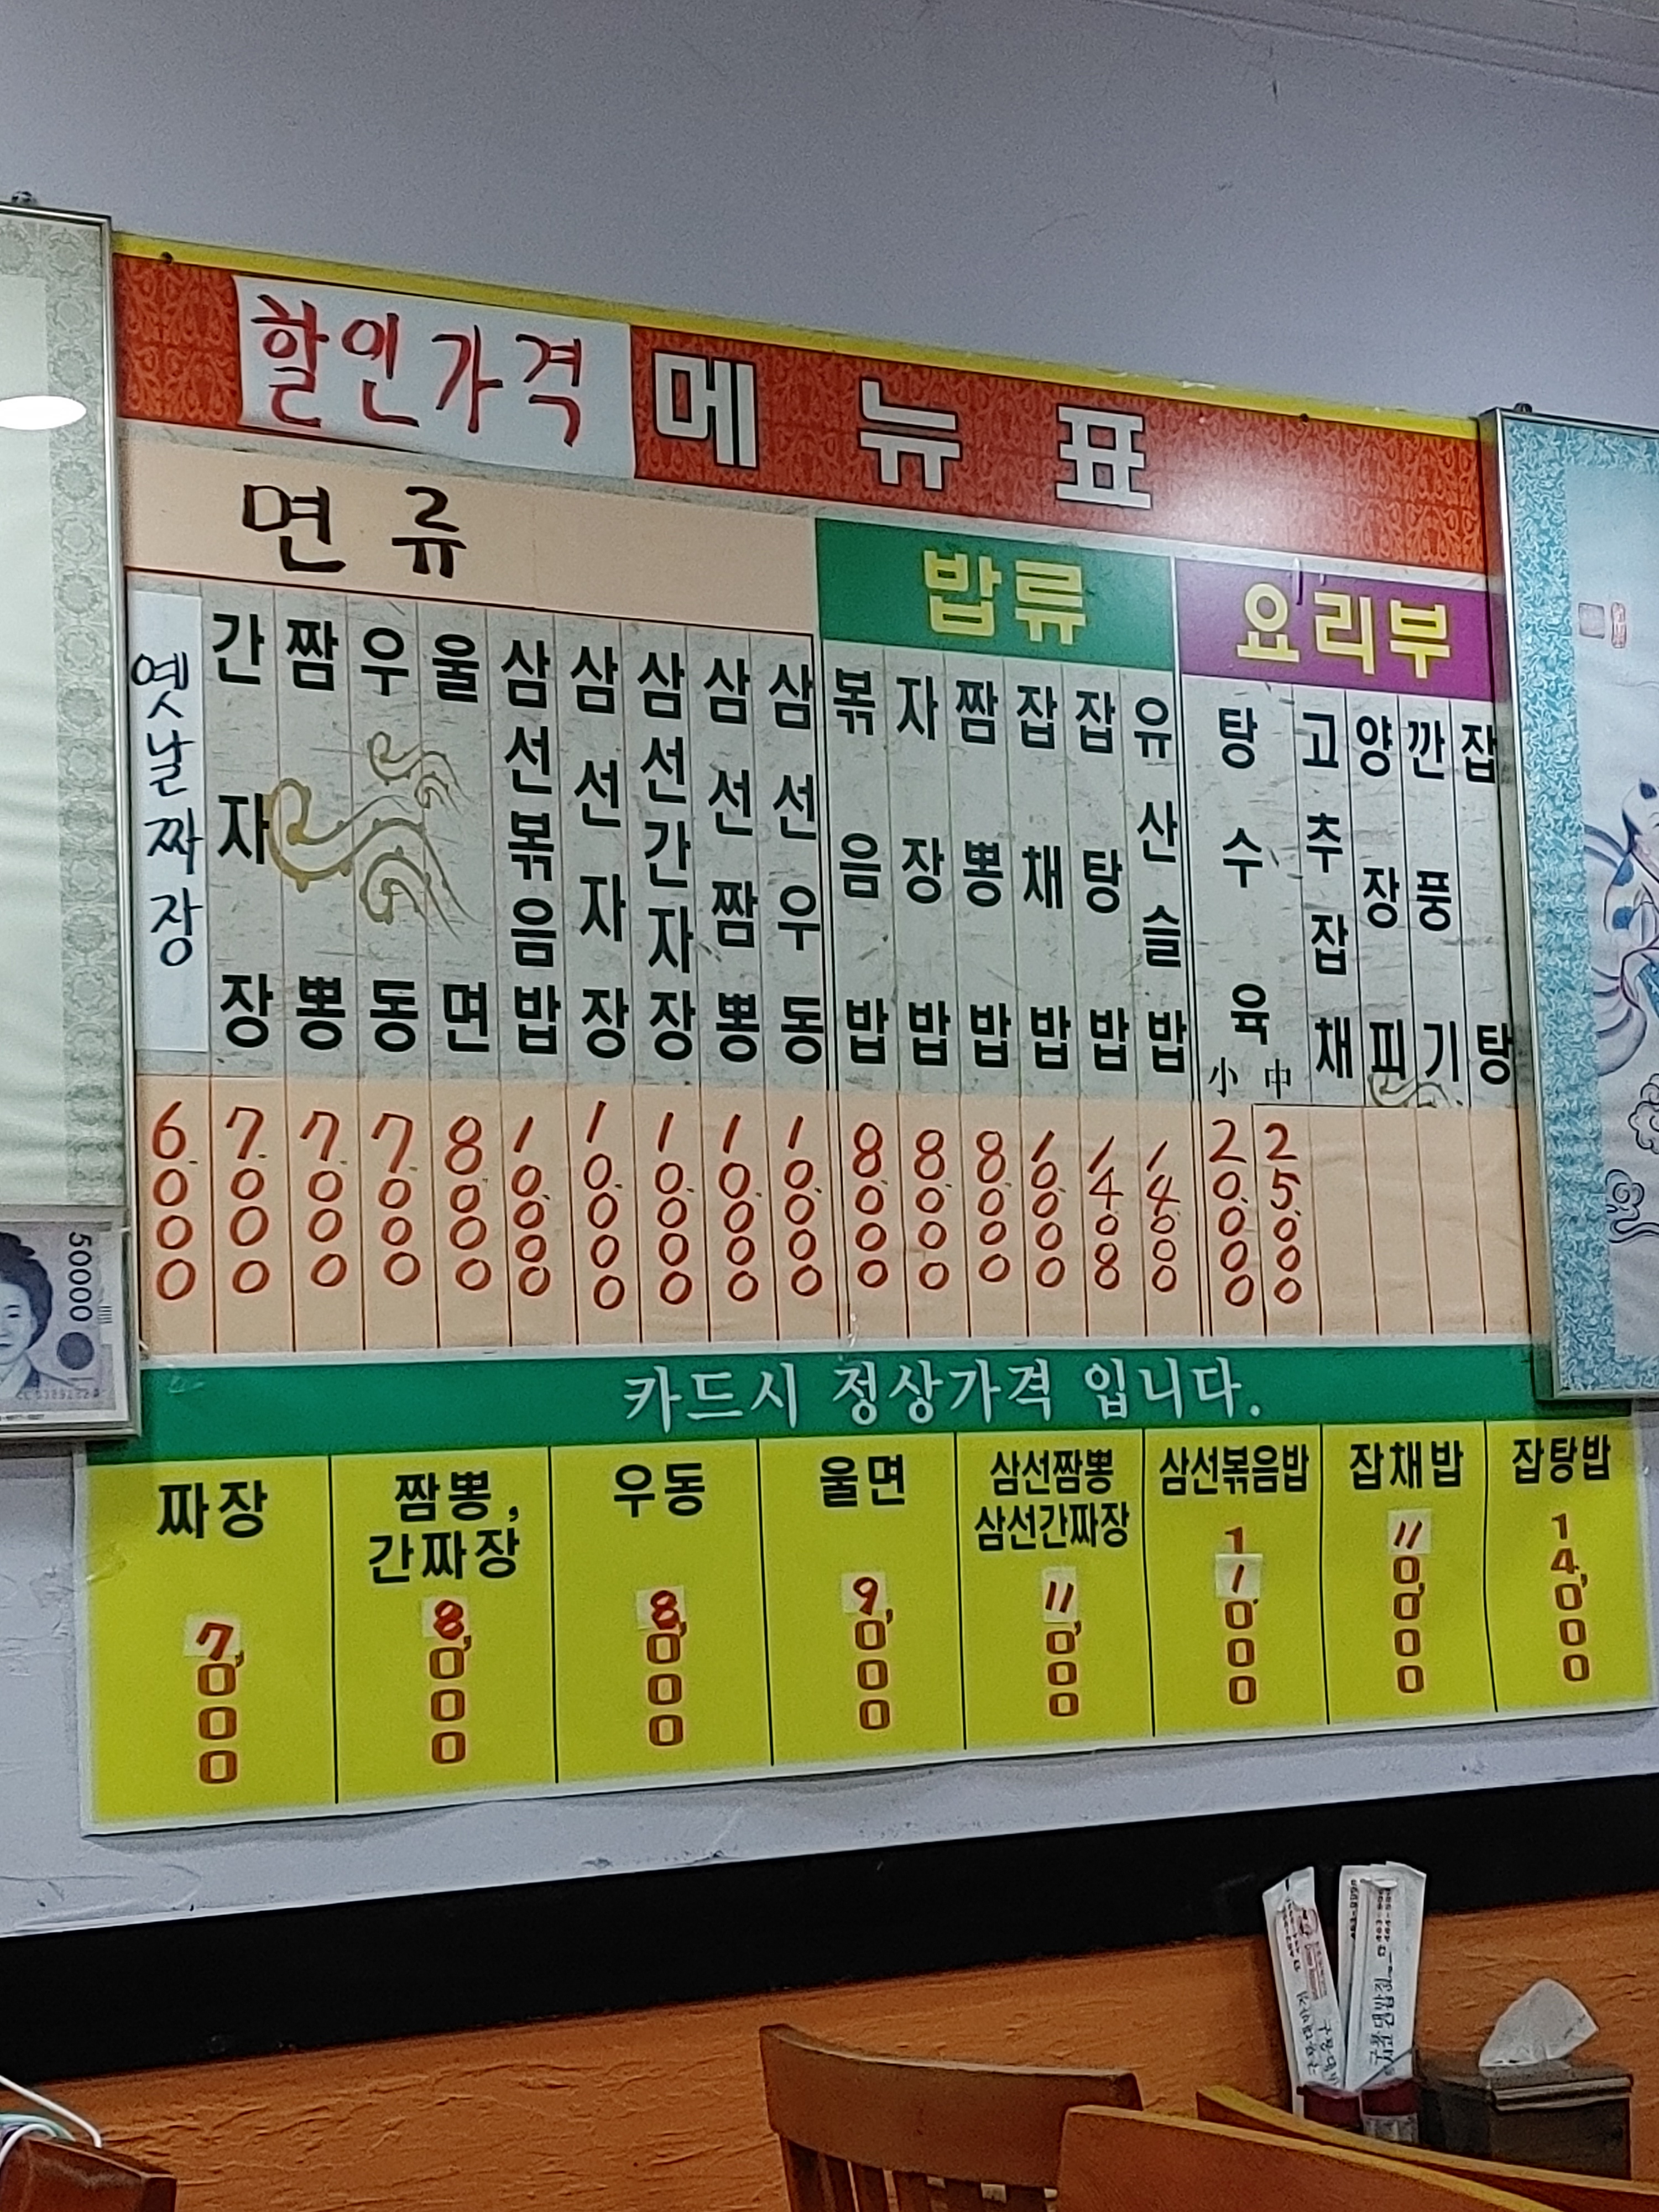 할인가격 메뉴표
면류
옛날짜장 6000
간자장 7000
짬뽕 7000
우동 7000
울면 8000
삼선볶음밥 10000
삼선자장 10000
삼선간자장 10000
삼선짬뽕 10000
삼선우동 10000
밥류
볶음밥 8000
자장밥 8000
짬뽕밥 8000
잡채밥 10000
잡탕밥 14000
유산슬밥 14000
요리부
탕수육
小 20000
中 25000
고추잡채
양장피
깐풍기
잡탕
카드시 정상가격 입니다.
짜장
7,000
짬뽕,
간짜장
8,000
우동
8,000
울면
9,000
삼선짬뽕
삼선간짜장
11,000
삼선볶음밥
11,000
잡채밥
11,000
잡탕밥
14,000
50000